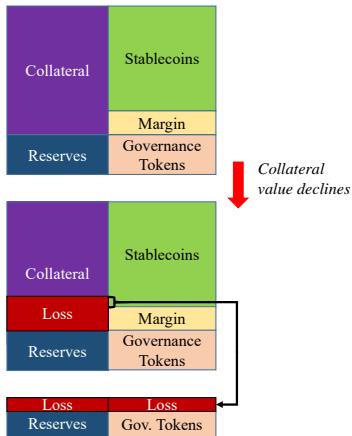 Collateral
Stablecoins
Margin
Reserves
Governance
Tokens
Collateral
value declines
Collateral
Stablecoins
Loss
Margin
Reserves
Governance
Tokens
Loss
Loss
Reserves
Gov. Tokens